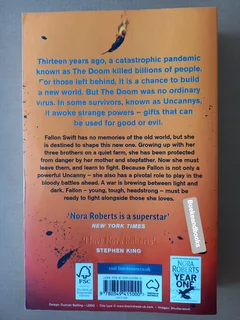 Thirteen years ago, a catastrophic pandemic
known as The Doom killed billions of people.
For those left behind, it is a chance to build
a new world. But The Doom was no ordinary
virus. In some survivors, known as Uncannys,
it awoke strange powers – gifts that can
be used for good or evil.
Fallon Swift has no memories of the old world, but she
is destined to shape this new one. Growing up with her
three brothers on a quiet farm, she has been protected
from danger by her mother and stepfather. Now she must
leave them, and learn to fight. Because Fallon is not only a
powerful Uncanny – she also has a pivotal role to play in the
bloody battles ahead. A war is brewing between light and
dark, Fallon – young, tough, headstrong – must be
ready to fight alongside those she loves.
'Nora Roberts is a superstar'
NEW YORK TIMES
STEPHEN KING
Booksandbooks
FSC
NORA
ROBERTS
YEAR
ONE
9 780349 415000